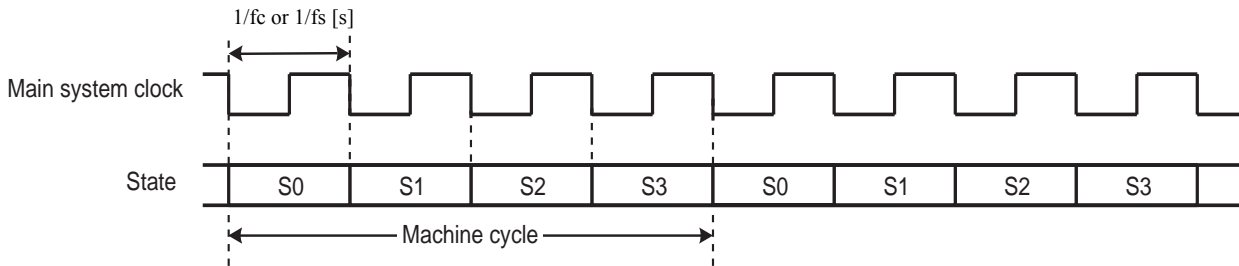 1/fc or 1/fs [s]
Main system clock
State S0 S1 S2 S3 S0 S1 S2 S3
Machine cycle